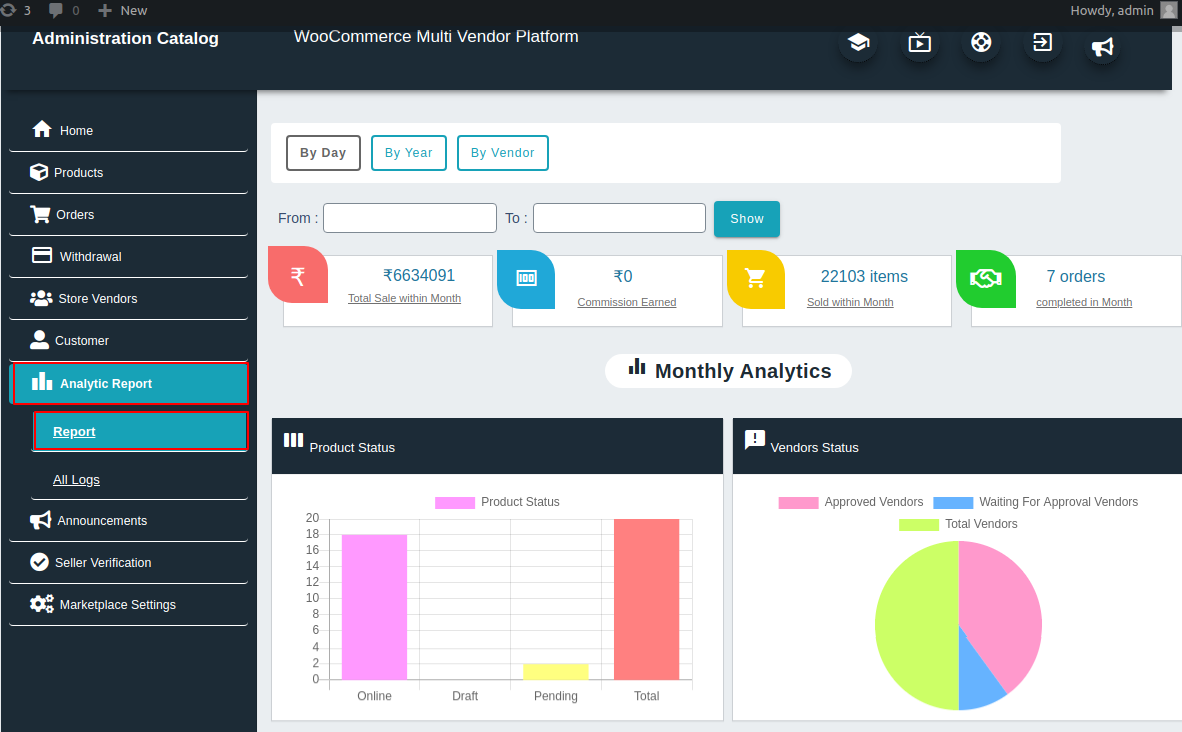 3 0 New Howdy, admin
Administration Catalog
WooCommerce Multi Vendor Platform
Home
Products
Orders
Withdrawal
Store Vendors
Customer
Analytic Report
Report
All Logs
Announcements
Seller Verification
Marketplace Settings
By Day By Year By Vendor
From : To : Show
₹
₹6634091
Total Sale within Month
100
₹0
Commission Earned
22103 items
Sold within Month
7 orders
completed in Month
Monthly Analytics
Product Status
Product Status
20
18
16
14
12
10
8
6
4
2
0
Online Draft Pending Total
Vendors Status
Approved Vendors Waiting For Approval Vendors
Total Vendors